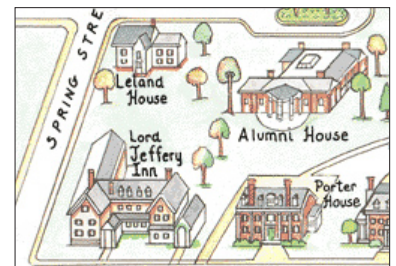 SPRING STRE
Leland
House
Alumni House
Lord
Jeffery
Inn
Porter
House